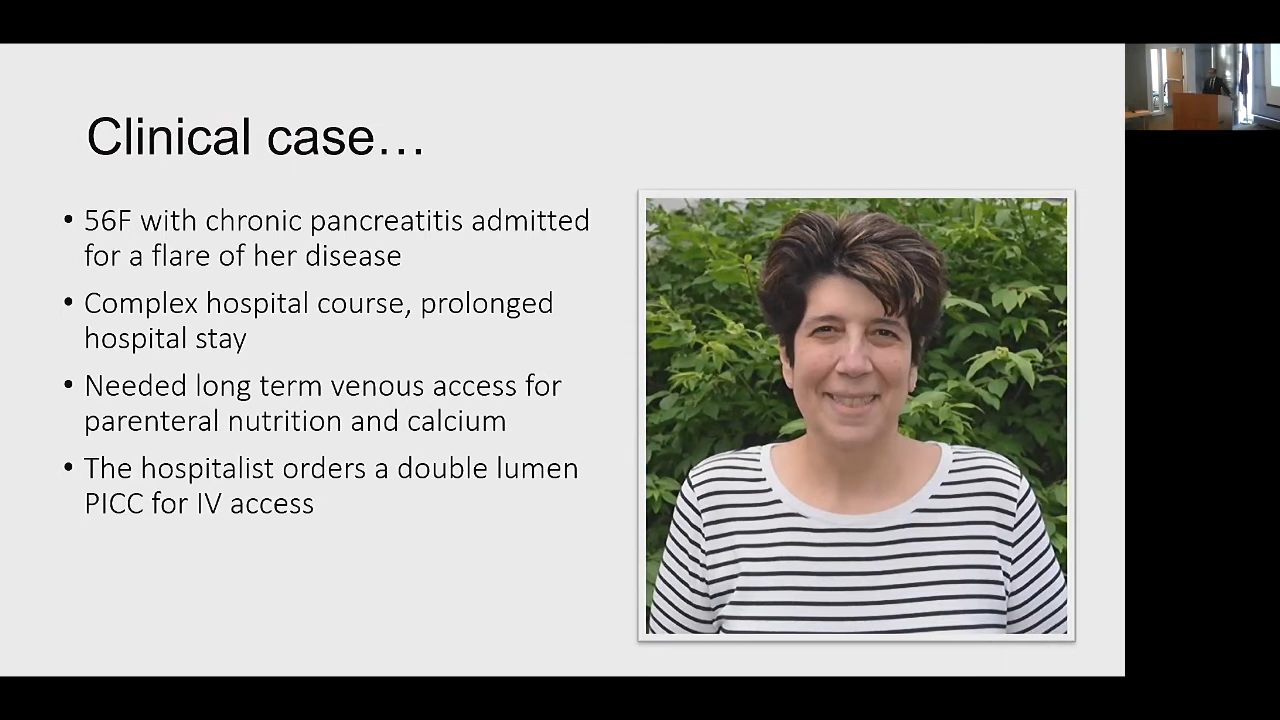 Clinical case…
• 56F with chronic pancreatitis admitted
for a flare of her disease
• Complex hospital course, prolonged
hospital stay
• Needed long term venous access for
parenteral nutrition and calcium
• The hospitalist orders a double lumen
PICC for IV access